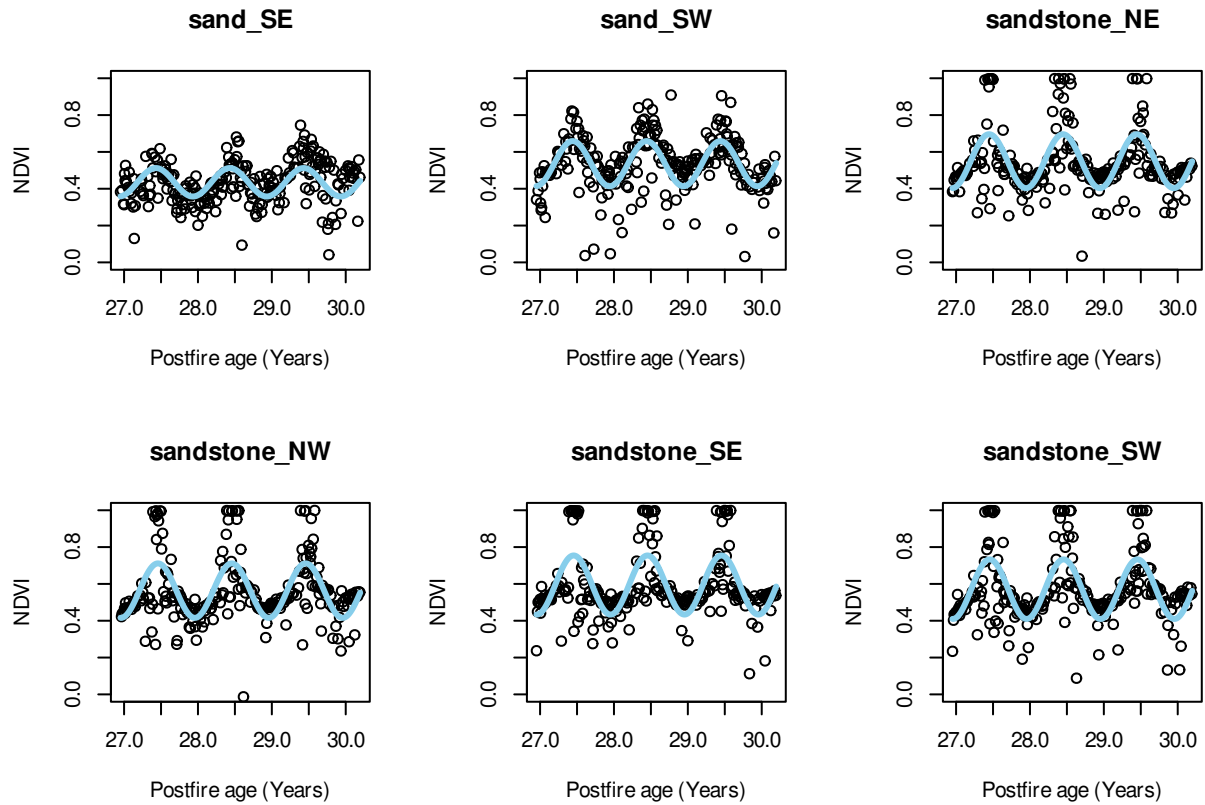 sand_SE
sand_SW
sandstone_NE
NDVI
0.0 0.4 0.8
27.0 28.0 29.0 30.0
Postfire age (Years)
NDVI
0.0 0.4 0.8
27.0 28.0 29.0 30.0
Postfire age (Years)
NDVI
0.0 0.4 0.8
27.0 28.0 29.0 30.0
Postfire age (Years)
sandstone_NW
sandstone_SE
sandstone_SW
NDVI
0.0 0.4 0.8
27.0 28.0 29.0 30.0
Postfire age (Years)
NDVI
0.0 0.4 0.8
27.0 28.0 29.0 30.0
Postfire age (Years)
NDVI
0.0 0.4 0.8
27.0 28.0 29.0 30.0
Postfire age (Years)